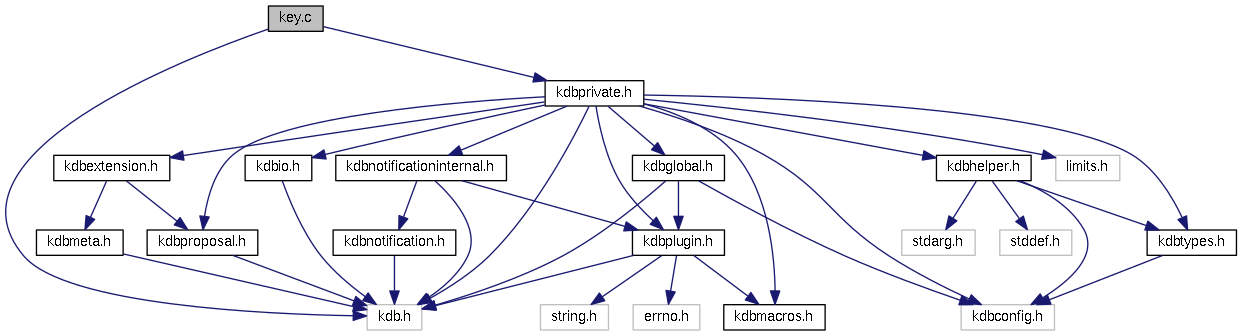 key.c
kdbprivate.h
kdbextension.h
kdbio.h
kdbnotificationinternal.h
kdbglobal.h
kdbhelper.h
limits.h
kdbmeta.h
kdbproposal.h
kdbnotification.h
kdbplugin.h
stdarg.h
stddef.h
kdbtypes.h
kdb.h
string.h
errno.h
kdbmacros.h
kdbconfig.h